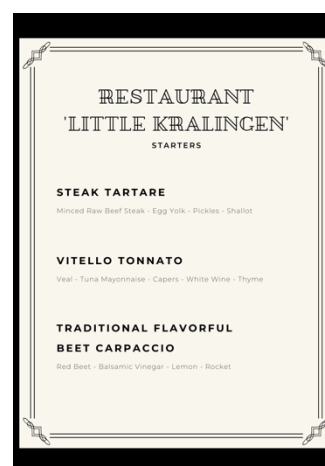 RESTAURANT
'LITTLE KRALINGEN'
STARTERS
STEAK TARTARE
Minced Raw Beef Steak - Egg Yolk - Pickles - Shallot
VITELLO TONNATO
Veal - Tuna Mayonnaise - Capers - White Wine - Thyme
TRADITIONAL FLAVORFUL
BEET CARPACCIO
Red Beet - Balsamic Vinegar - Lemon - Rocket